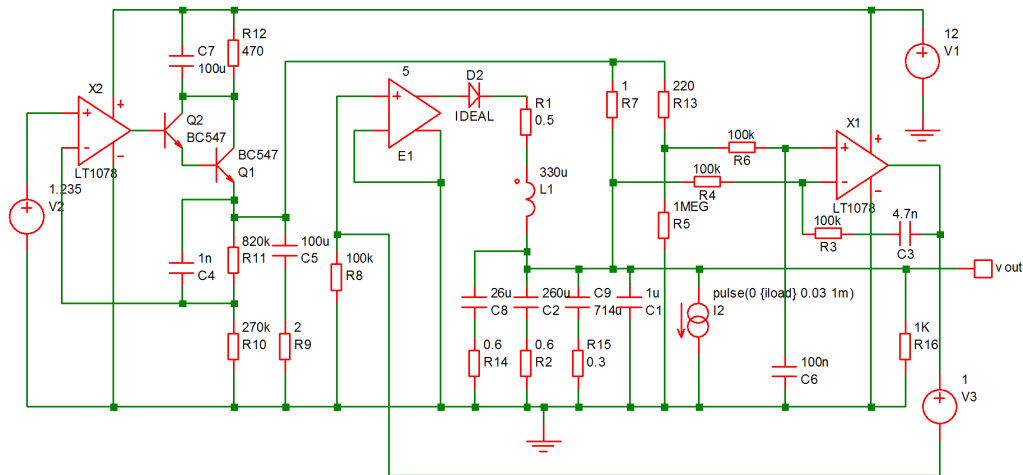 R12
470
C7
100u
X2
+
-
+
-
LT1078
Q2
BC547
BC547
Q1
1.235
V2
1n
C4
820k
R11
100u
C5
270k
R10
2
R9
100k
R8
5
+
-
E1
D2
IDEAL
R1
0.5
330u
L1
26u
C8
260u
C2
C9
714u
1u
C1
0.6
R14
0.6
R2
R15
0.3
pulse(0 {iload} 0.03 1m)
I2
1
R7
220
R13
100k
R6
100k
R4
1MEG
R5
X1
+
-
+
-
LT1078
100k
R3
4.7n
C3
100n
C6
vout
1K
R16
12
V1
1
V3